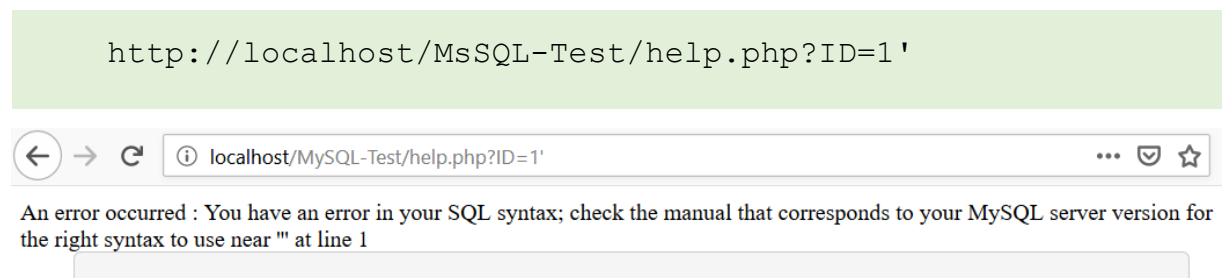 http://localhost/MsSQL-Test/help.php?ID=1'
localhost/MySQL-Test/help.php?ID=1'
An error occurred : You have an error in your SQL syntax; check the manual that corresponds to your MySQL server version for
the right syntax to use near ''' at line 1